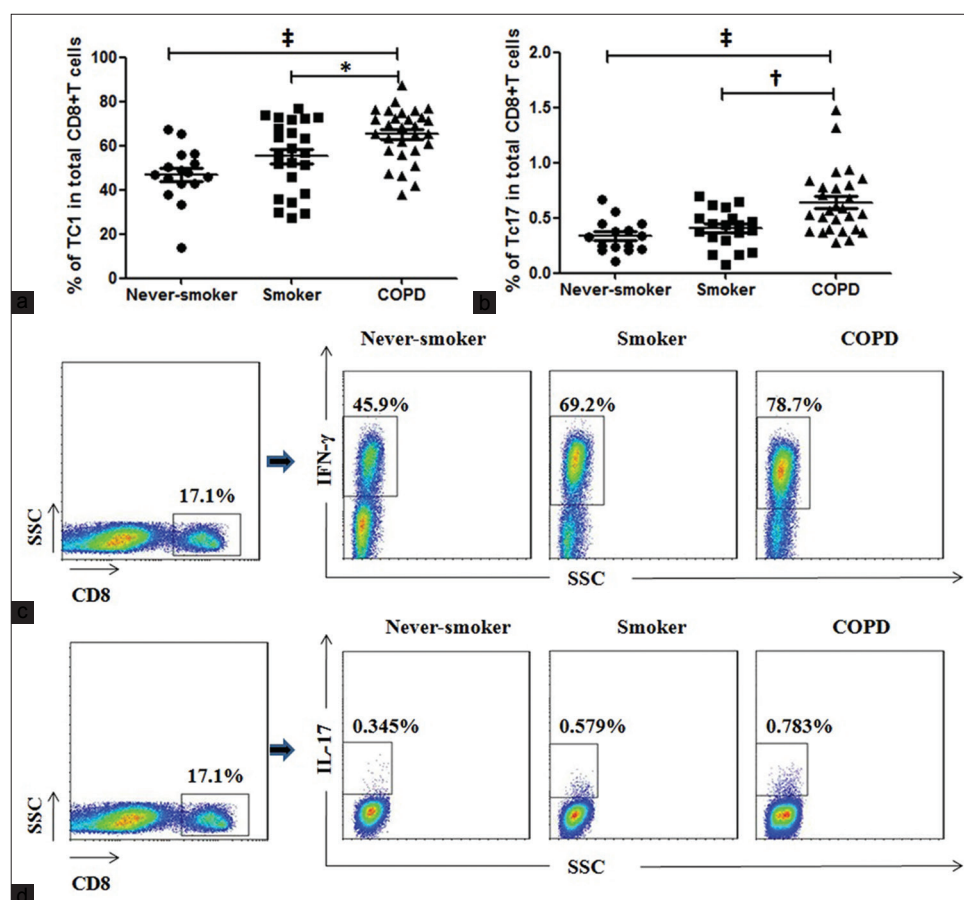 ‡
*
% of TC1 in total CD8+T cells
100
80
60
40
20
0
Never-smoker Smoker COPD
a
‡
†
% of Tc17 in total CD8+T cells
2.0
1.5
1.0
0.5
0.0
Never-smoker Smoker COPD
b
Never-smoker Smoker COPD
17.1%
SSC
CD8
IFN-γ
45.9%
69.2%
78.7%
SSC
c
Never-smoker Smoker COPD
17.1%
SSC
CD8
IL-17
0.345%
0.579%
0.783%
SSC
d